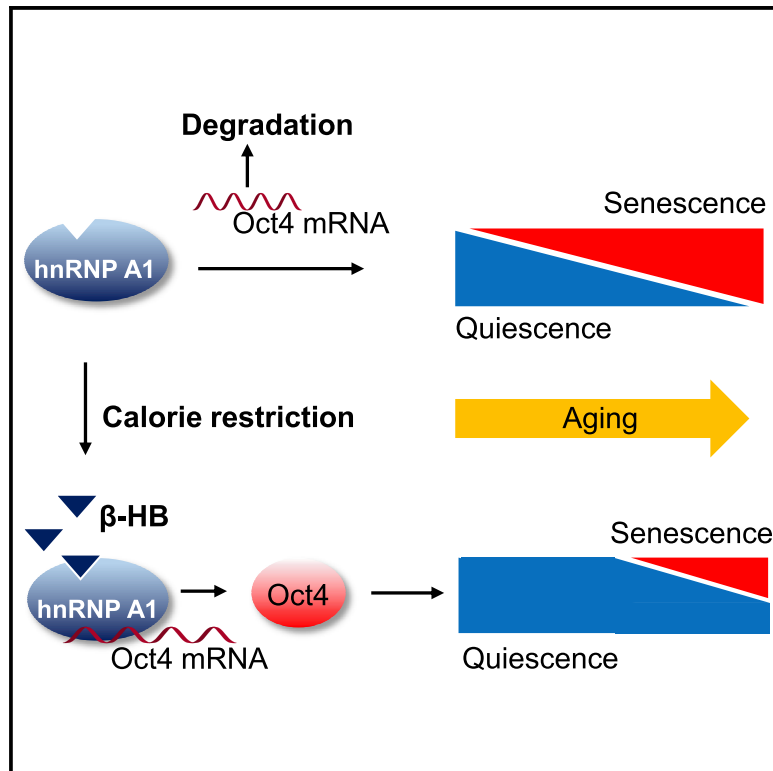 Degradation
Oct4 mRNA
hnRNP A1
Senescence
Quiescence
Calorie restriction
Aging
β-HB
hnRNP A1
Oct4 mRNA
Oct4
Senescence
Quiescence